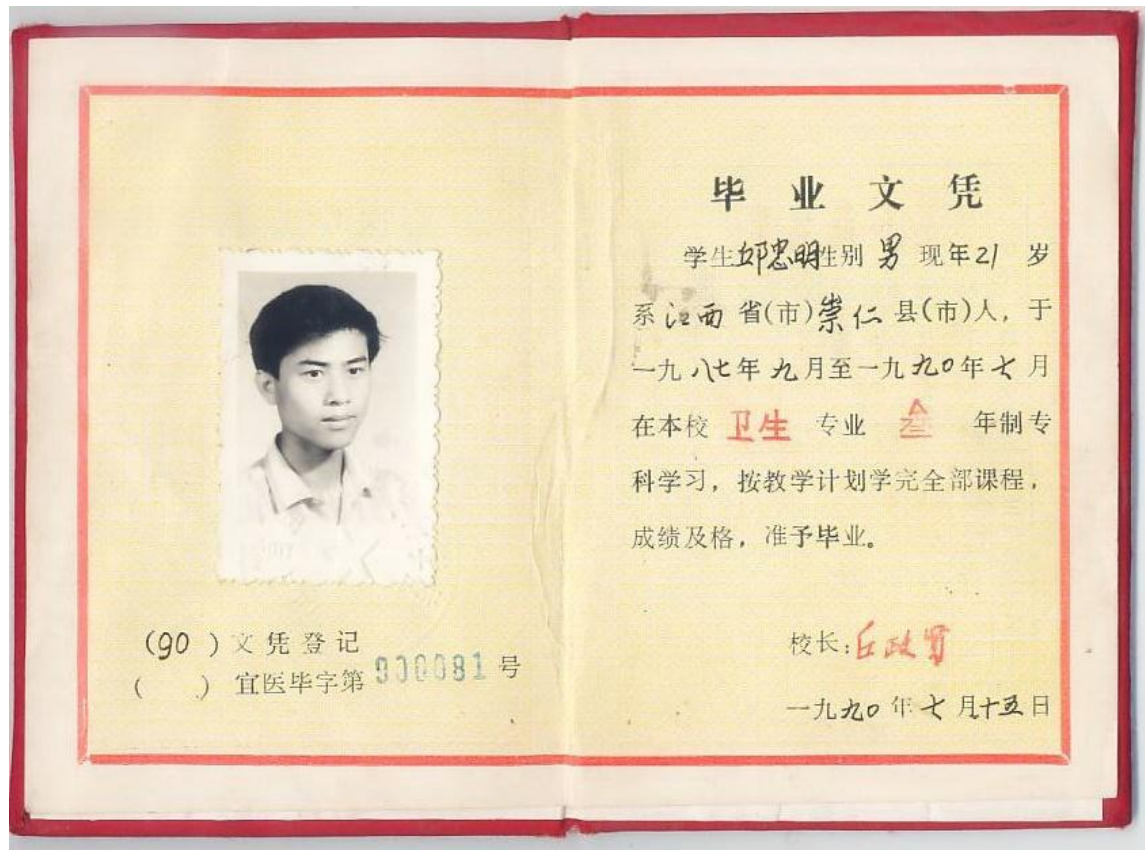 (90) 文凭登记
( ) 宜医毕字第900081号
毕业文凭
学生邱忠明性别 男 现年21 岁
系江西省(市)崇仁县(市)人，于
一九八七年九月至一九九〇年七月
在本校 卫生 专业 叁 年制专
科学习，按教学计划学完全部课程，
成绩及格，准予毕业。
校长:丘政贤
一九九〇年七月十五日